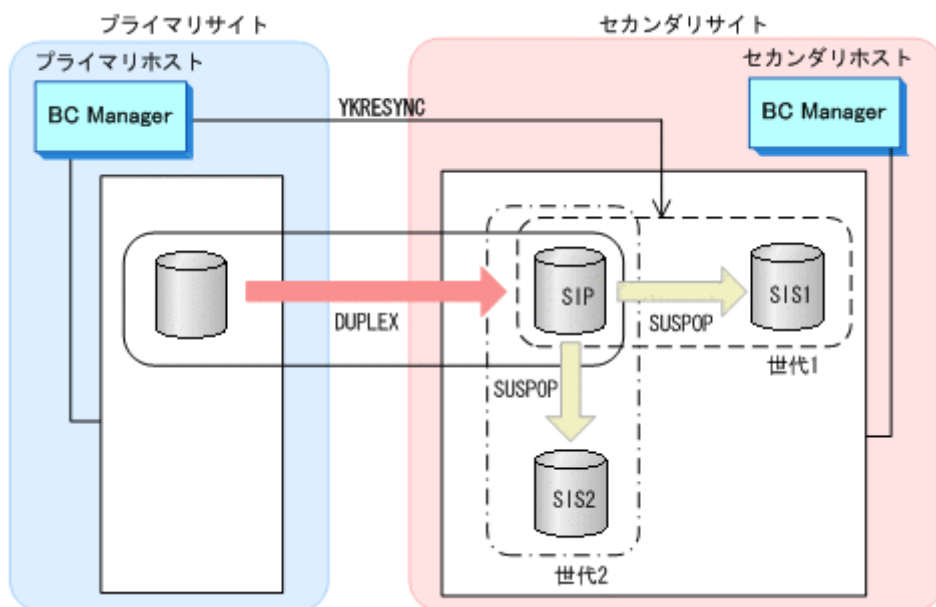 プライマリサイト
セカンダリサイト
プライマリホスト
セカンダリホスト
BC Manager
YKRESYNC
BC Manager
SIP
SIS1
DUPLEX
SUSPOP
世代1
SUSPOP
SIS2
世代2